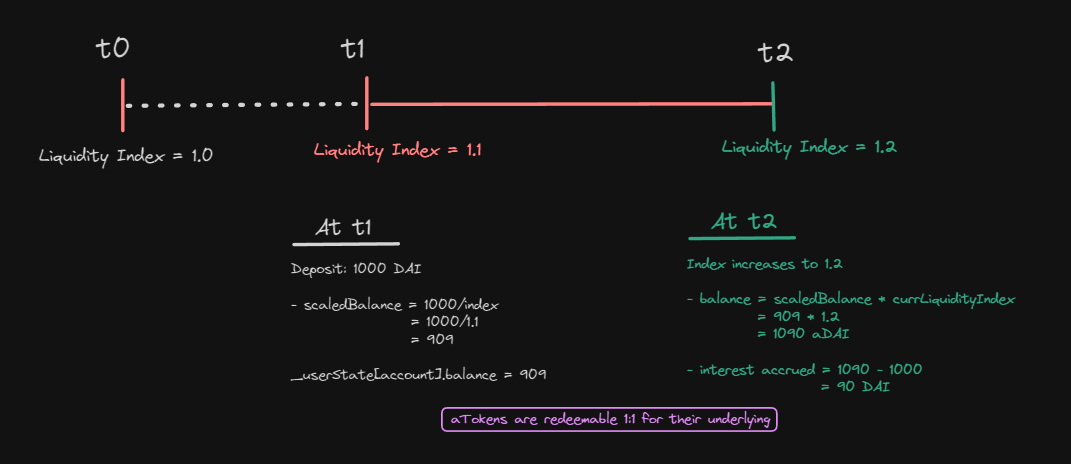 t0
t1
t2
Liquidity Index = 1.0
Liquidity Index = 1.1
Liquidity Index = 1.2
At t1
Deposit: 1000 DAI
- scaledBalance = 1000/index
= 1000/1.1
= 909
_userState[account].balance = 909
At t2
Index increases to 1.2
- balance = scaledBalance * currLiquidityIndex
= 909 * 1.2
= 1090 aDAI
- interest accrued = 1090 - 1000
= 90 DAI
aTokens are redeemable 1:1 for their underlying